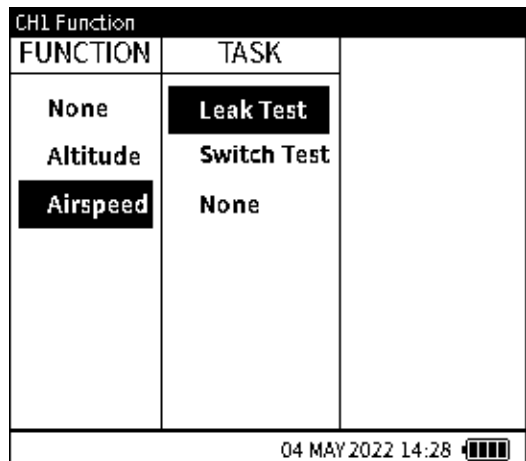 CH1 Function
FUNCTION TASK
None Leak Test
Altitude Switch Test
Airspeed None
04 MAY 2022 14:28